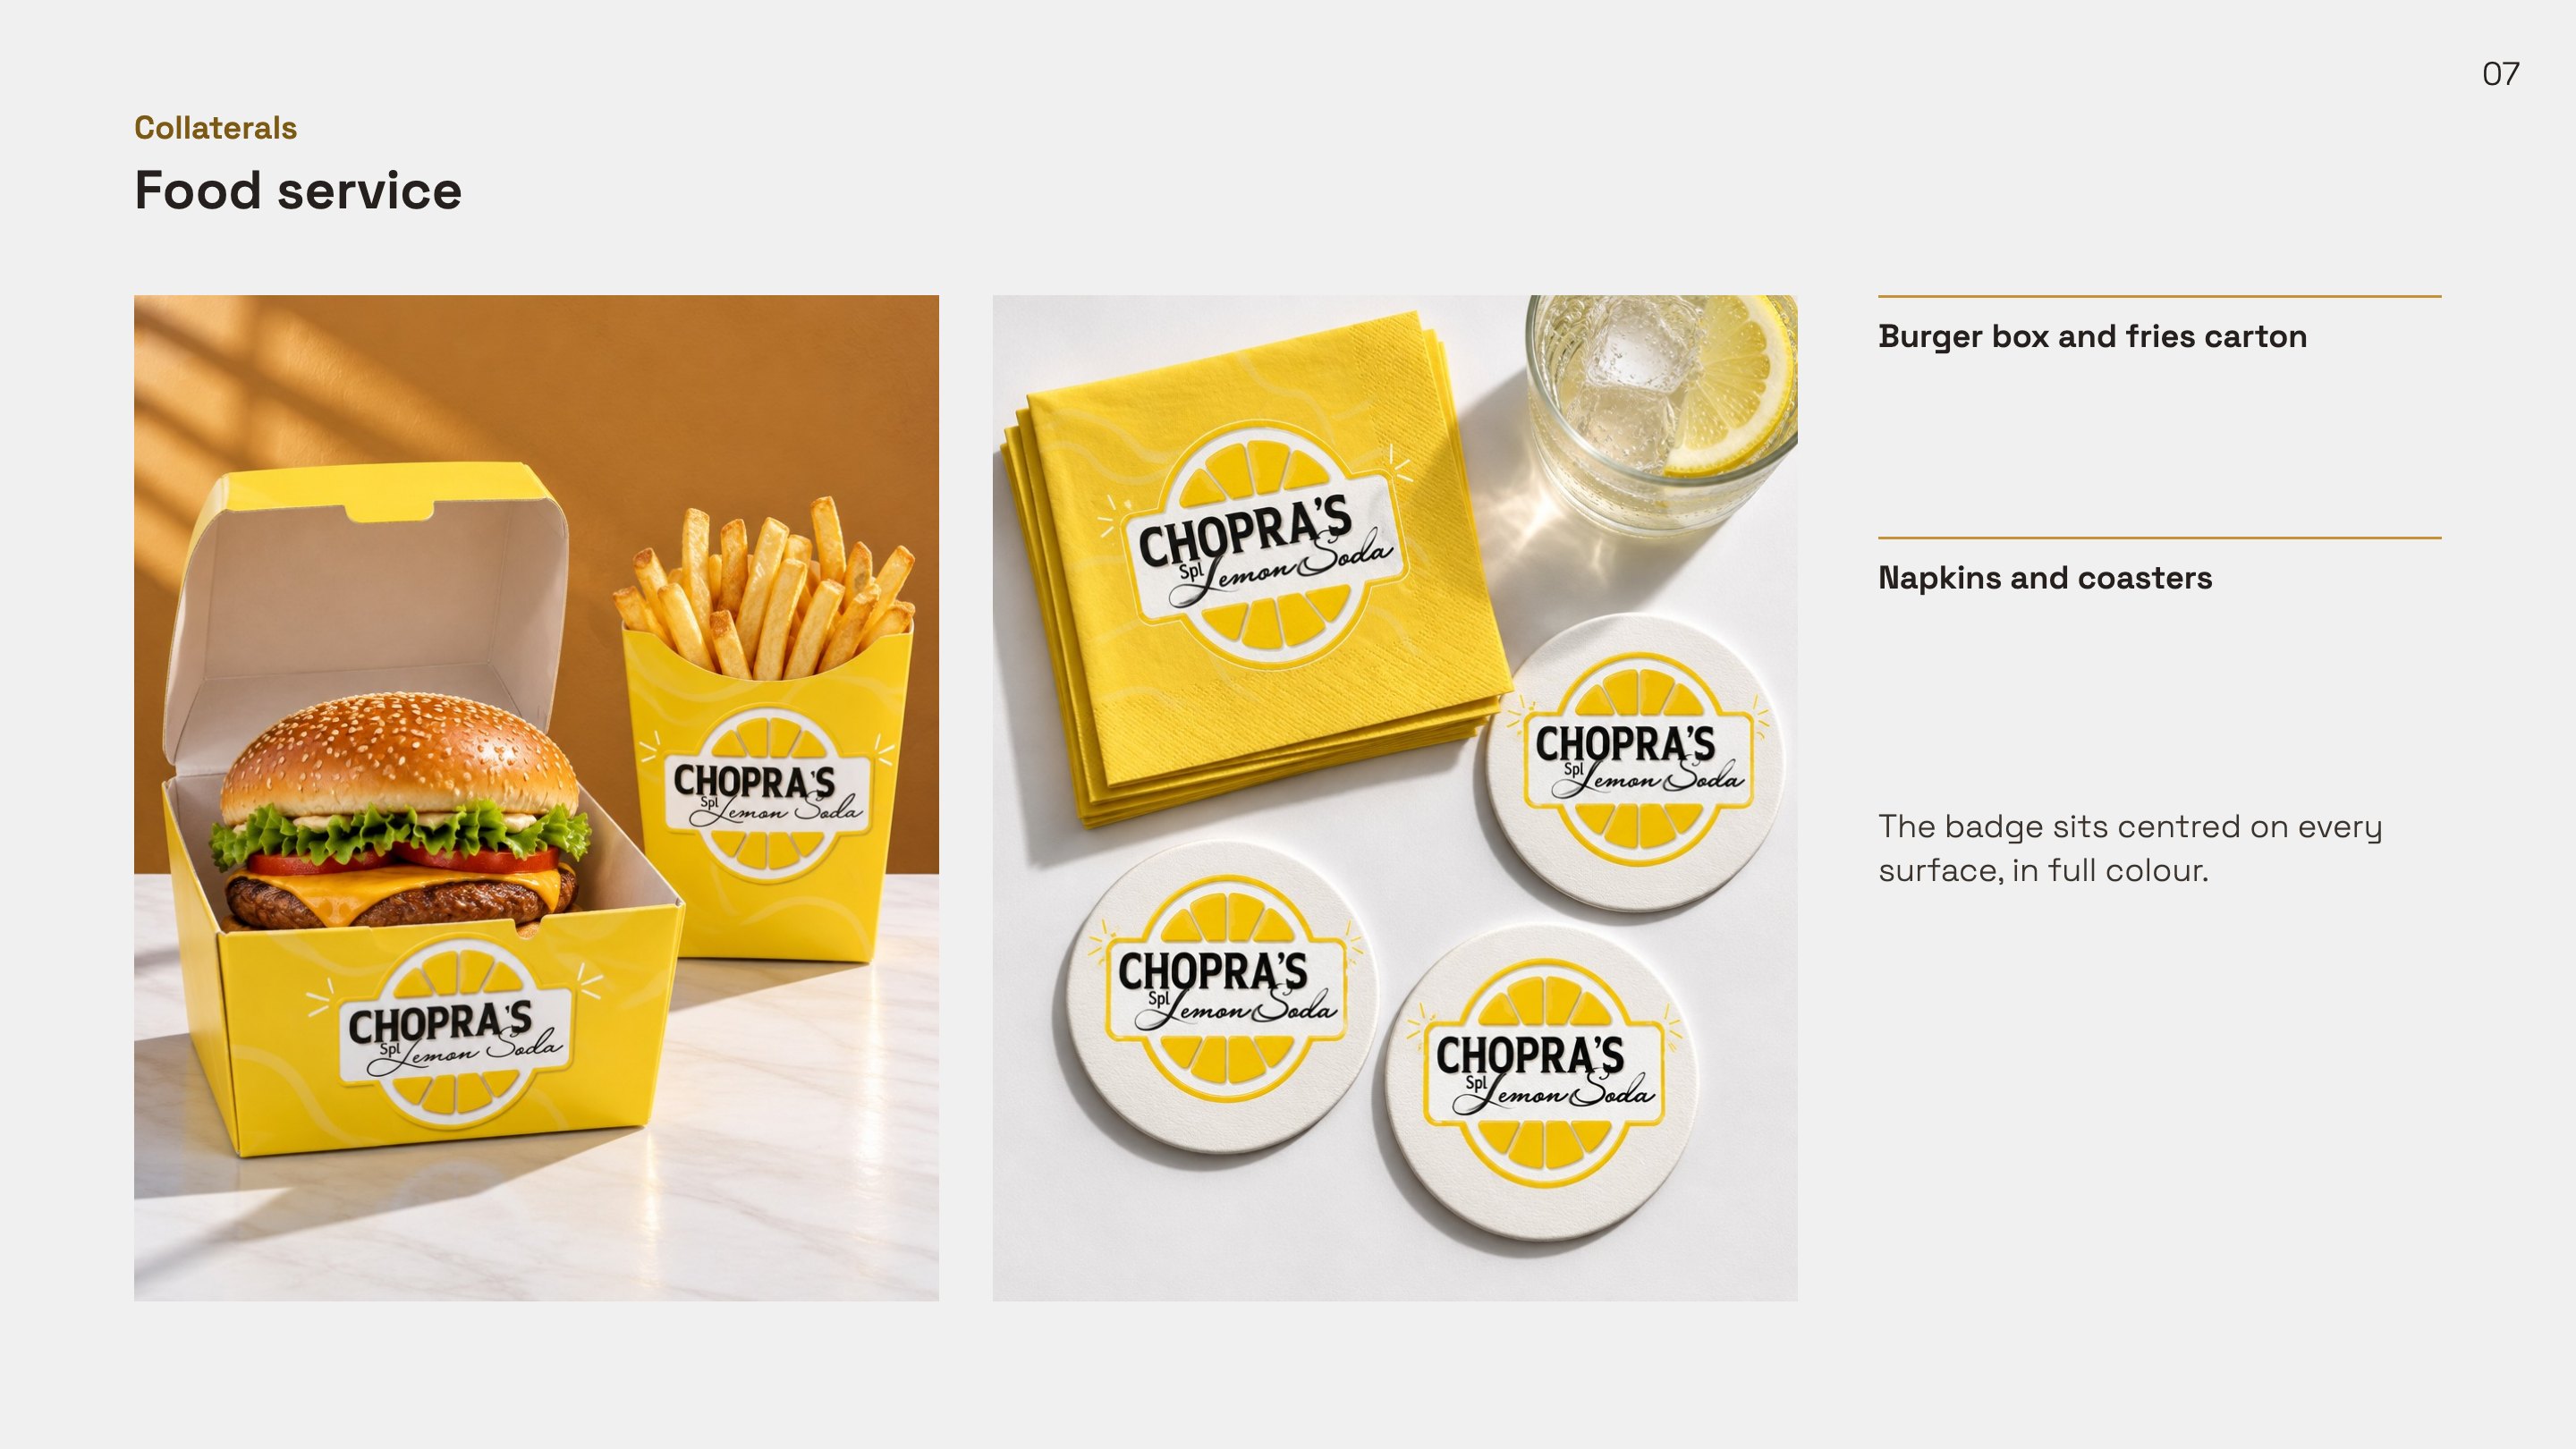 07
Collaterals
Food service
CHOPRA'S
Spl Lemon Soda
CHOPRA'S
Spl Lemon Soda
CHOPRA'S
Spl Lemon Soda
CHOPRA'S
Spl Lemon Soda
CHOPRA'S
Spl Lemon Soda
CHOPRA'S
Spl Lemon Soda
Burger box and fries carton
Napkins and coasters
The badge sits centred on every
surface, in full colour.